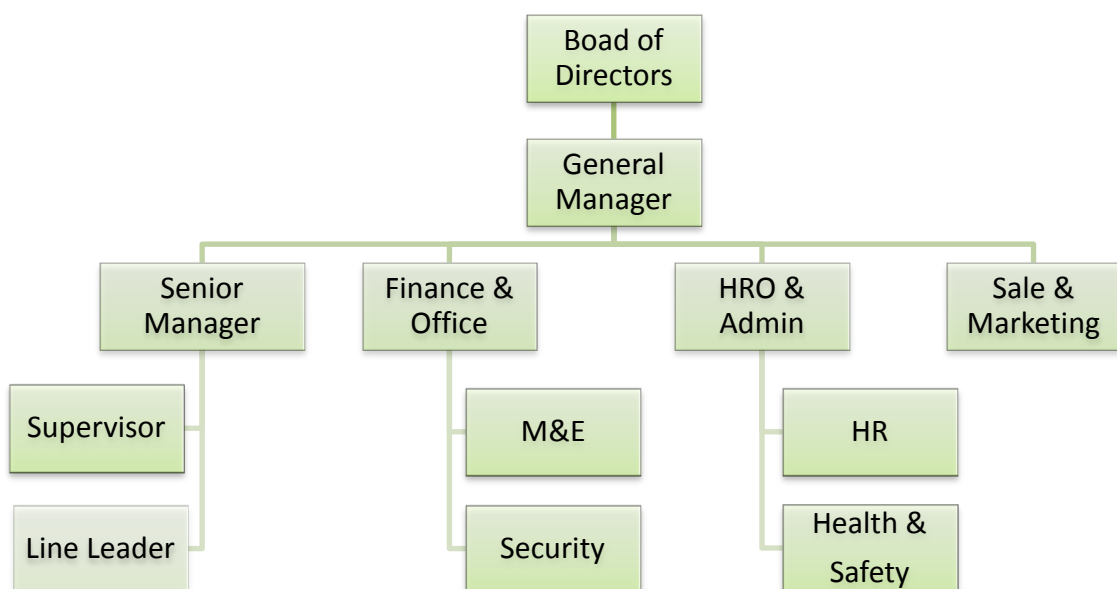 Boad of
Directors
General
Manager
Senior
Manager
Finance &
Office
HRO &
Admin
Sale &
Marketing
Supervisor
M&E
HR
Line Leader
Security
Health &
Safety